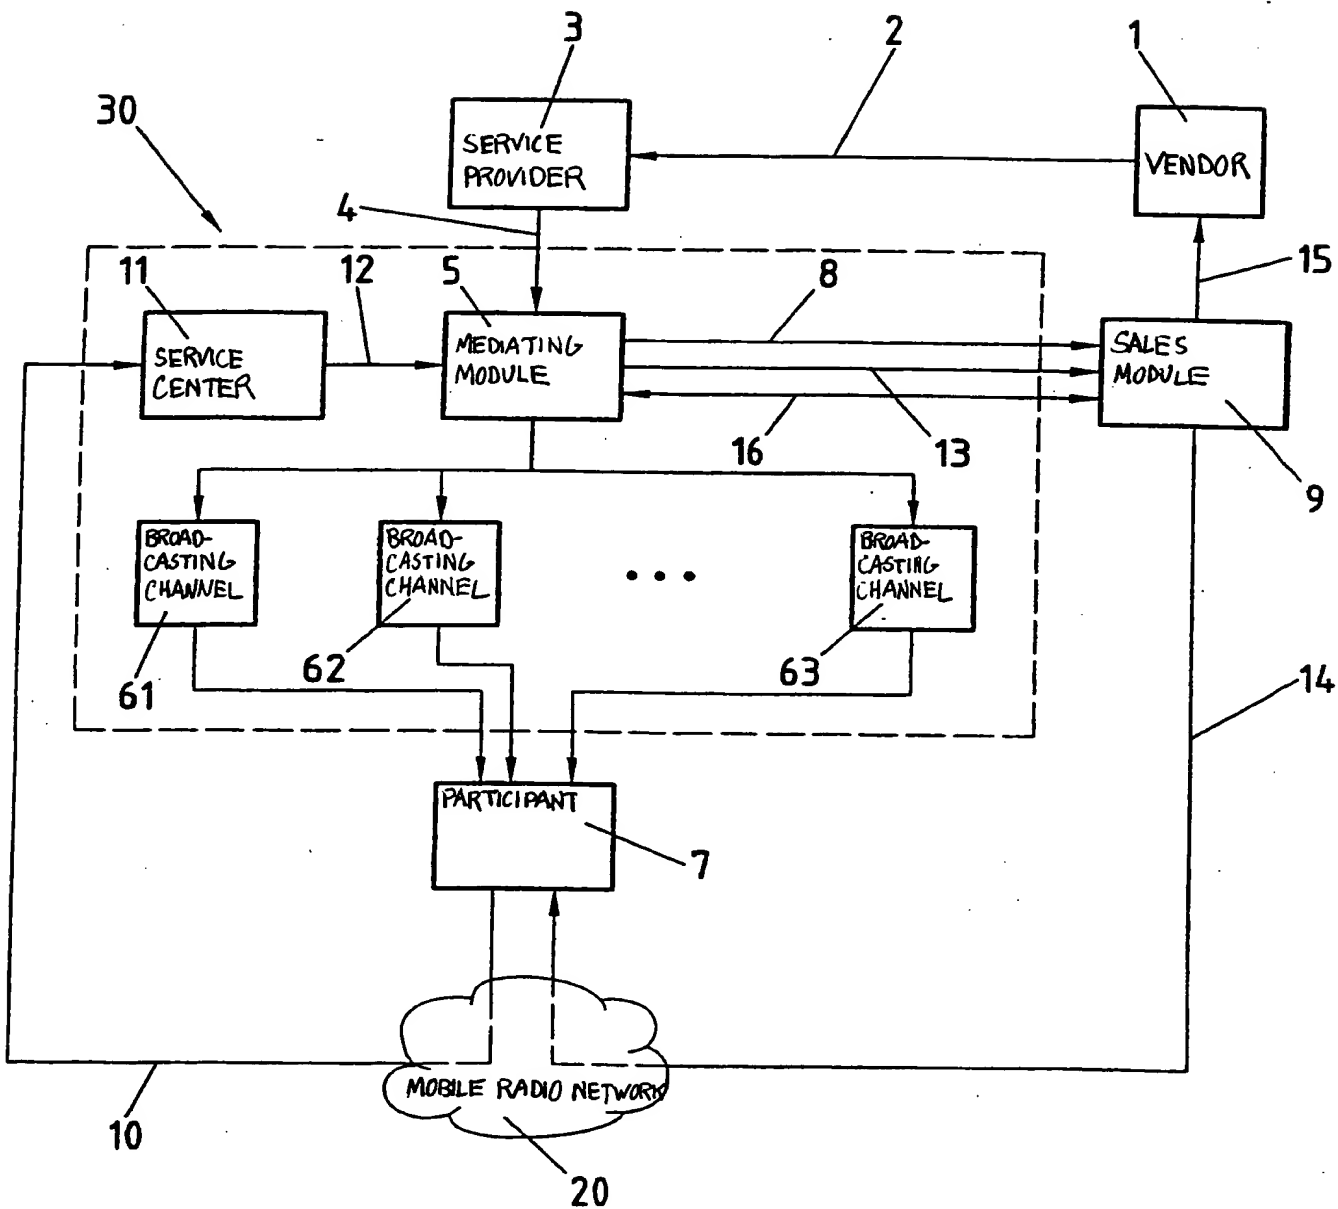 3
2
1
30
SERVICE
PROVIDER
VENDOR
4
15
11
12
5
8
SERVICE
CENTER
MEDIATING
MODULE
SALES
MODULE
16
13
9
BROAD-
CASTING
CHANNEL
BROAD-
CASTING
CHANNEL
BROAD-
CASTING
CHANNEL
61
62
63
14
PARTICIPANT
7
MOBILE RADIO NETWORK
10
20